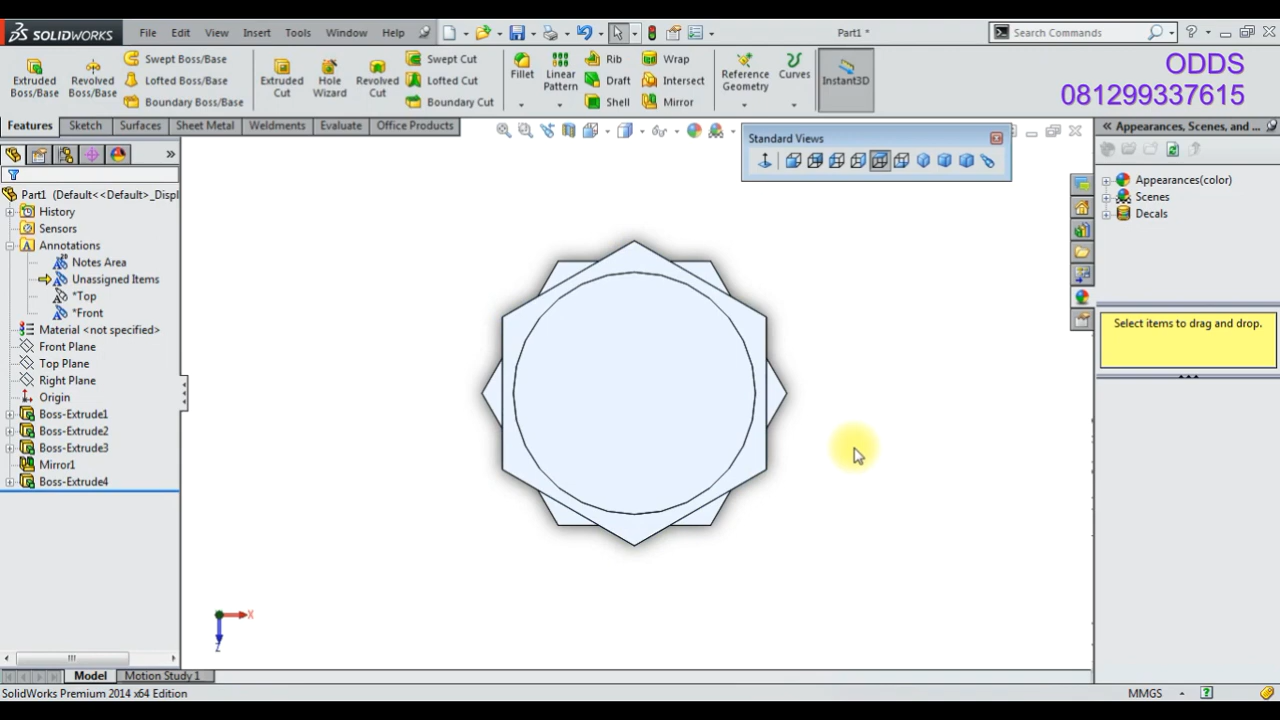 SOLIDWORKS File Edit View Insert Tools Window Help Part1 * Search Commands
ODDS
081299337615
Extruded Boss/Base
Revolved Boss/Base
Swept Boss/Base
Lofted Boss/Base
Boundary Boss/Base
Extruded Cut
Hole Wizard
Revolved Cut
Swept Cut
Lofted Cut
Boundary Cut
Fillet
Linear Pattern
Rib
Draft
Shell
Wrap
Intersect
Mirror
Reference Geometry
Curves
Instant3D
Features Sketch Surfaces Sheet Metal Weldments Evaluate Office Products
Standard Views
Appearances, Scenes, and ...
Part1 (Default<<Default>_Displ
History
Sensors
Annotations
Notes Area
Unassigned Items
*Top
*Front
Material <not specified>
Front Plane
Top Plane
Right Plane
Origin
Boss-Extrude1
Boss-Extrude2
Boss-Extrude3
Mirror1
Boss-Extrude4
Appearances(color)
Scenes
Decals
Select items to drag and drop.
X
Z
Model Motion Study 1
SolidWorks Premium 2014 x64 Edition MMGS